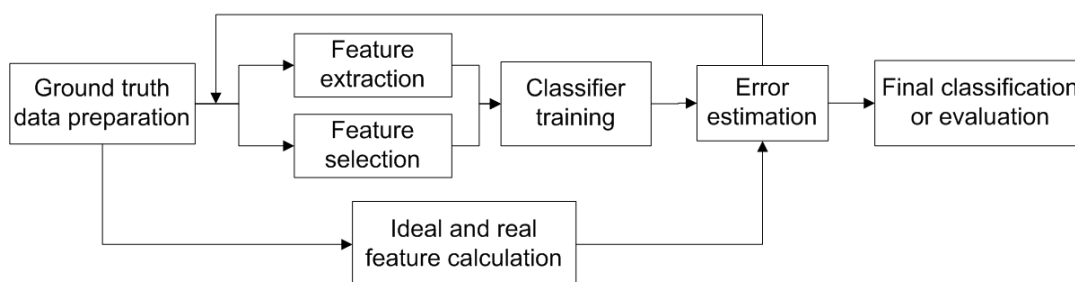 Ground truth
data preparation
Feature
extraction
Feature
selection
Classifier
training
Error
estimation
Final classification
or evaluation
Ideal and real
feature calculation